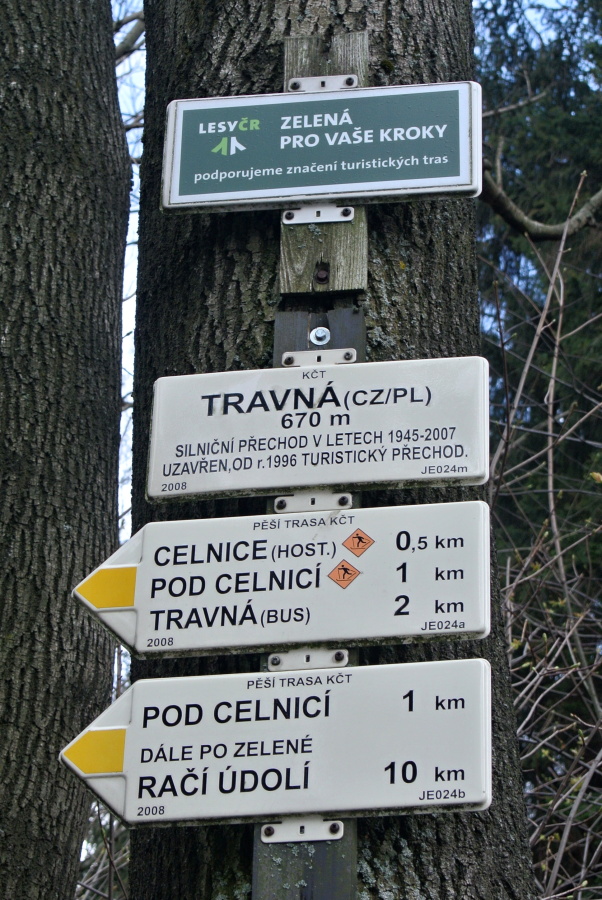 LESYČR
ZELENÁ
PRO VAŠE KROKY
podporujeme značení turistických tras
KČT
TRAVNÁ (CZ/PL)
670 m
SILNIČNÍ PŘECHOD V LETECH 1945-2007
UZAVŘEN,OD r.1996 TURISTICKÝ PŘECHOD.
2008 JE024m
PĚŠÍ TRASA KČT
CELNICE (HOST.) 0,5 km
POD CELNICÍ 1 km
TRAVNÁ (BUS) 2 km
2008 JE024a
PĚŠÍ TRASA KČT
POD CELNICÍ 1 km
DÁLE PO ZELENÉ
RAČÍ ÚDOLÍ 10 km
2008 JE024b